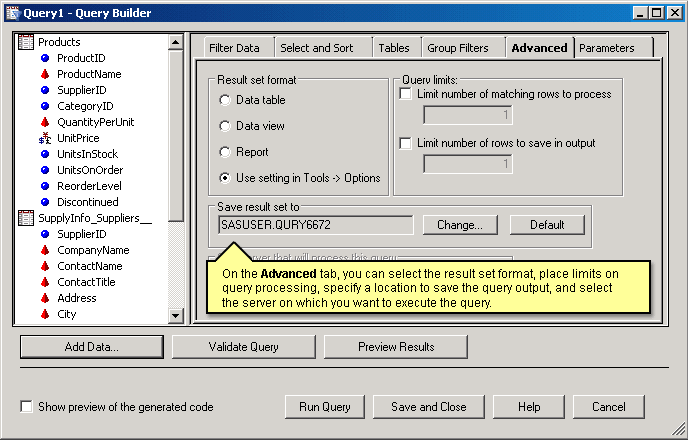 Query1 - Query Builder
Products
ProductID
ProductName
SupplierID
CategoryID
QuantityPerUnit
UnitPrice
UnitsInStock
UnitsOnOrder
ReorderLevel
Discontinued
SupplyInfo_Suppliers__
SupplierID
CompanyName
ContactName
ContactTitle
Address
City
Filter Data
Select and Sort
Tables
Group Filters
Advanced
Parameters
Result set format
Data table
Data view
Report
Use setting in Tools -> Options
Query limits:
Limit number of matching rows to process
1
Limit number of rows to save in output
1
Save result set to
SASUSER.QURY6672
Change...
Default
server that will process this query
On the Advanced tab, you can select the result set format, place limits on
query processing, specify a location to save the query output, and select
the server on which you want to execute the query.
Add Data...
Validate Query
Preview Results
Show preview of the generated code
Run Query
Save and Close
Help
Cancel